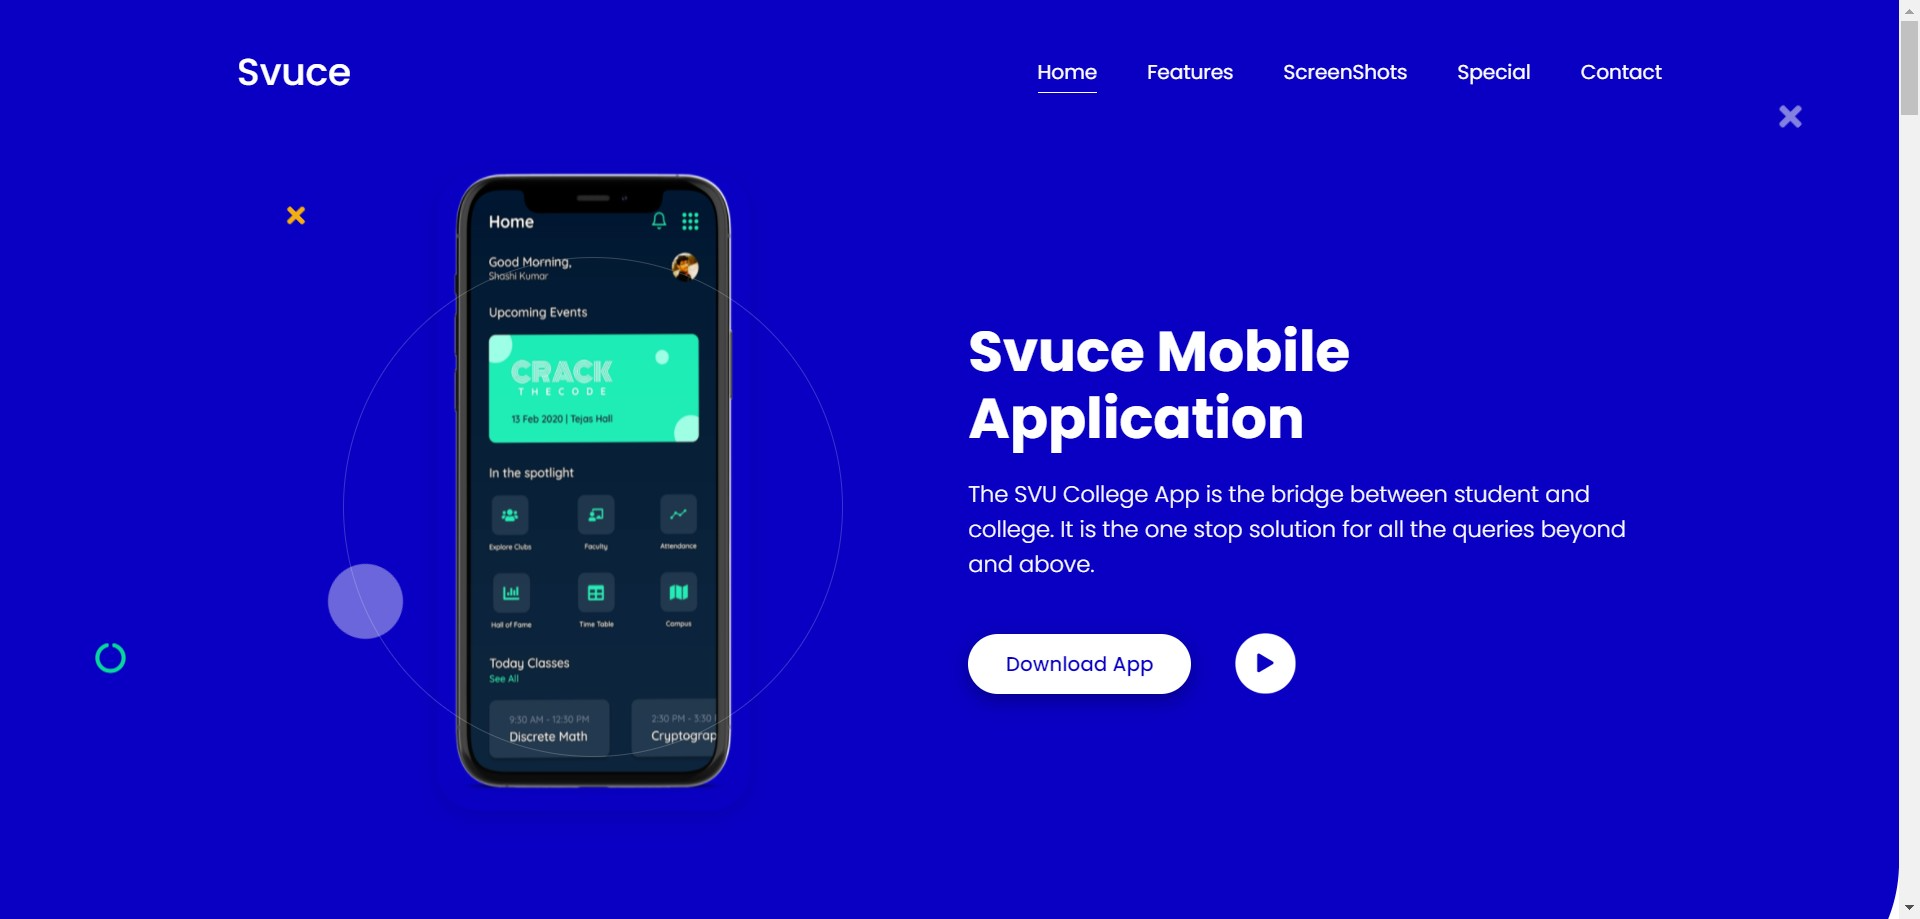 Svuce
Home Features ScreenShots Special Contact
Home
Good Morning,
Shashi Kumar
Upcoming Events
CRACK
THECODE
13 Feb 2020 | Tejas Hall
In the spotlight
Explore Clubs Faculty Attendance
Hall of Fame Time Table Campus
Today Classes
See All
9:30 AM - 12:30 PM 2:30 PM - 3:30
Discrete Math Cryptograp
Svuce Mobile
Application
The SVU College App is the bridge between student and
college. It is the one stop solution for all the queries beyond
and above.
Download App